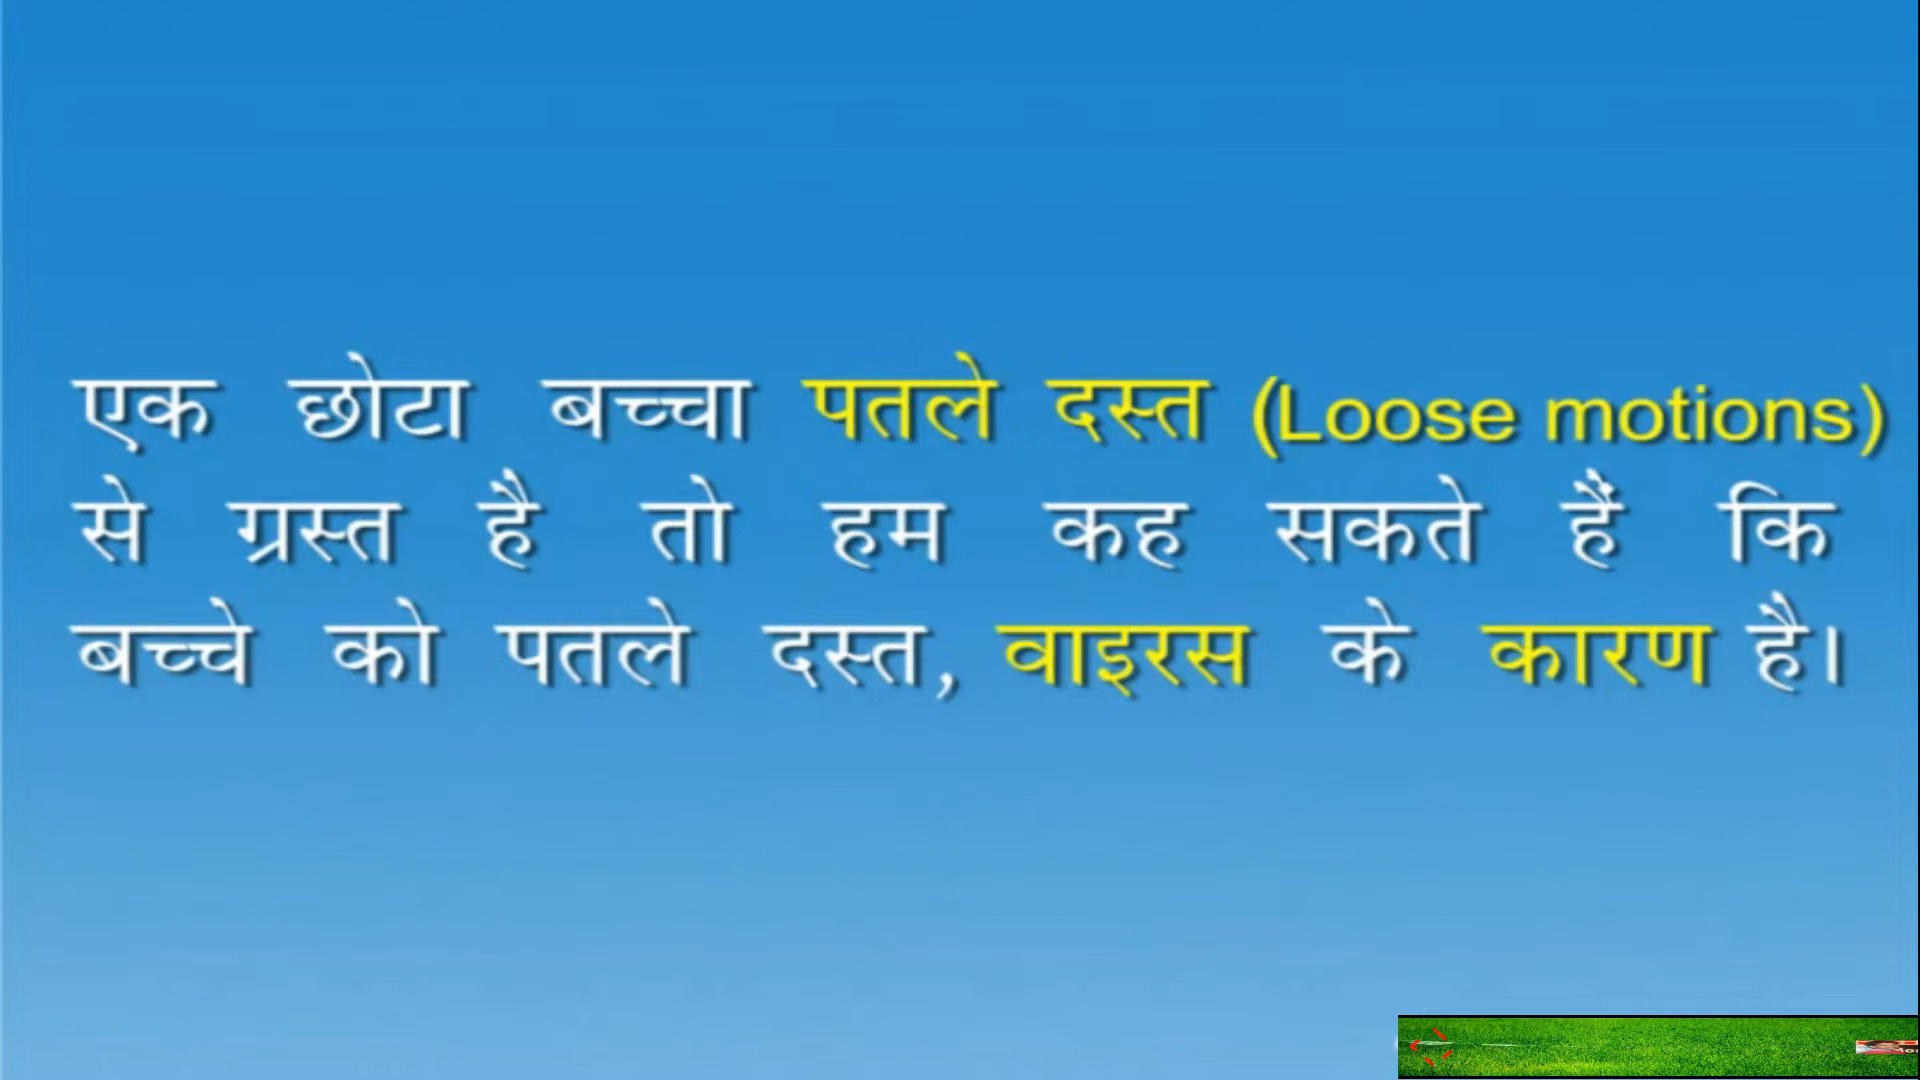 एक छोटा बच्चा पतले दस्त (Loose motions)
से ग्रस्त है तो हम कह सकते हैं कि
बच्चे को पतले दस्त, वाइरस के कारण है।